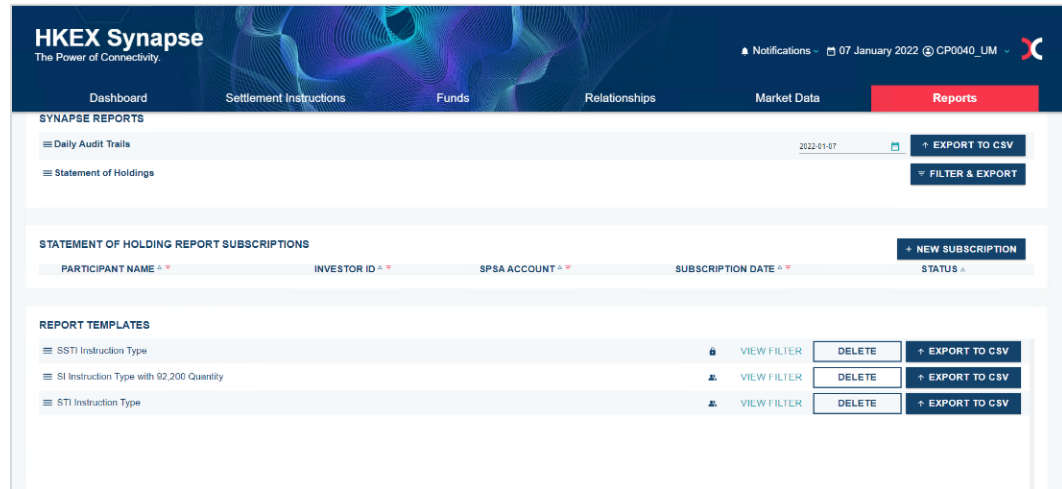 HKEX Synapse
The Power of Connectivity.
Notifications 07 January 2022 CP0040_UM
Dashboard Settlement Instructions Funds Relationships Market Data Reports
SYNAPSE REPORTS
Daily Audit Trails 2022-01-07 EXPORT TO CSV
Statement of Holdings FILTER & EXPORT
STATEMENT OF HOLDING REPORT SUBSCRIPTIONS
+ NEW SUBSCRIPTION
PARTICIPANT NAME INVESTOR ID SPSA ACCOUNT SUBSCRIPTION DATE STATUS
REPORT TEMPLATES
SSTI Instruction Type VIEW FILTER DELETE EXPORT TO CSV
SI Instruction Type with 92,200 Quantity VIEW FILTER DELETE EXPORT TO CSV
STI Instruction Type VIEW FILTER DELETE EXPORT TO CSV